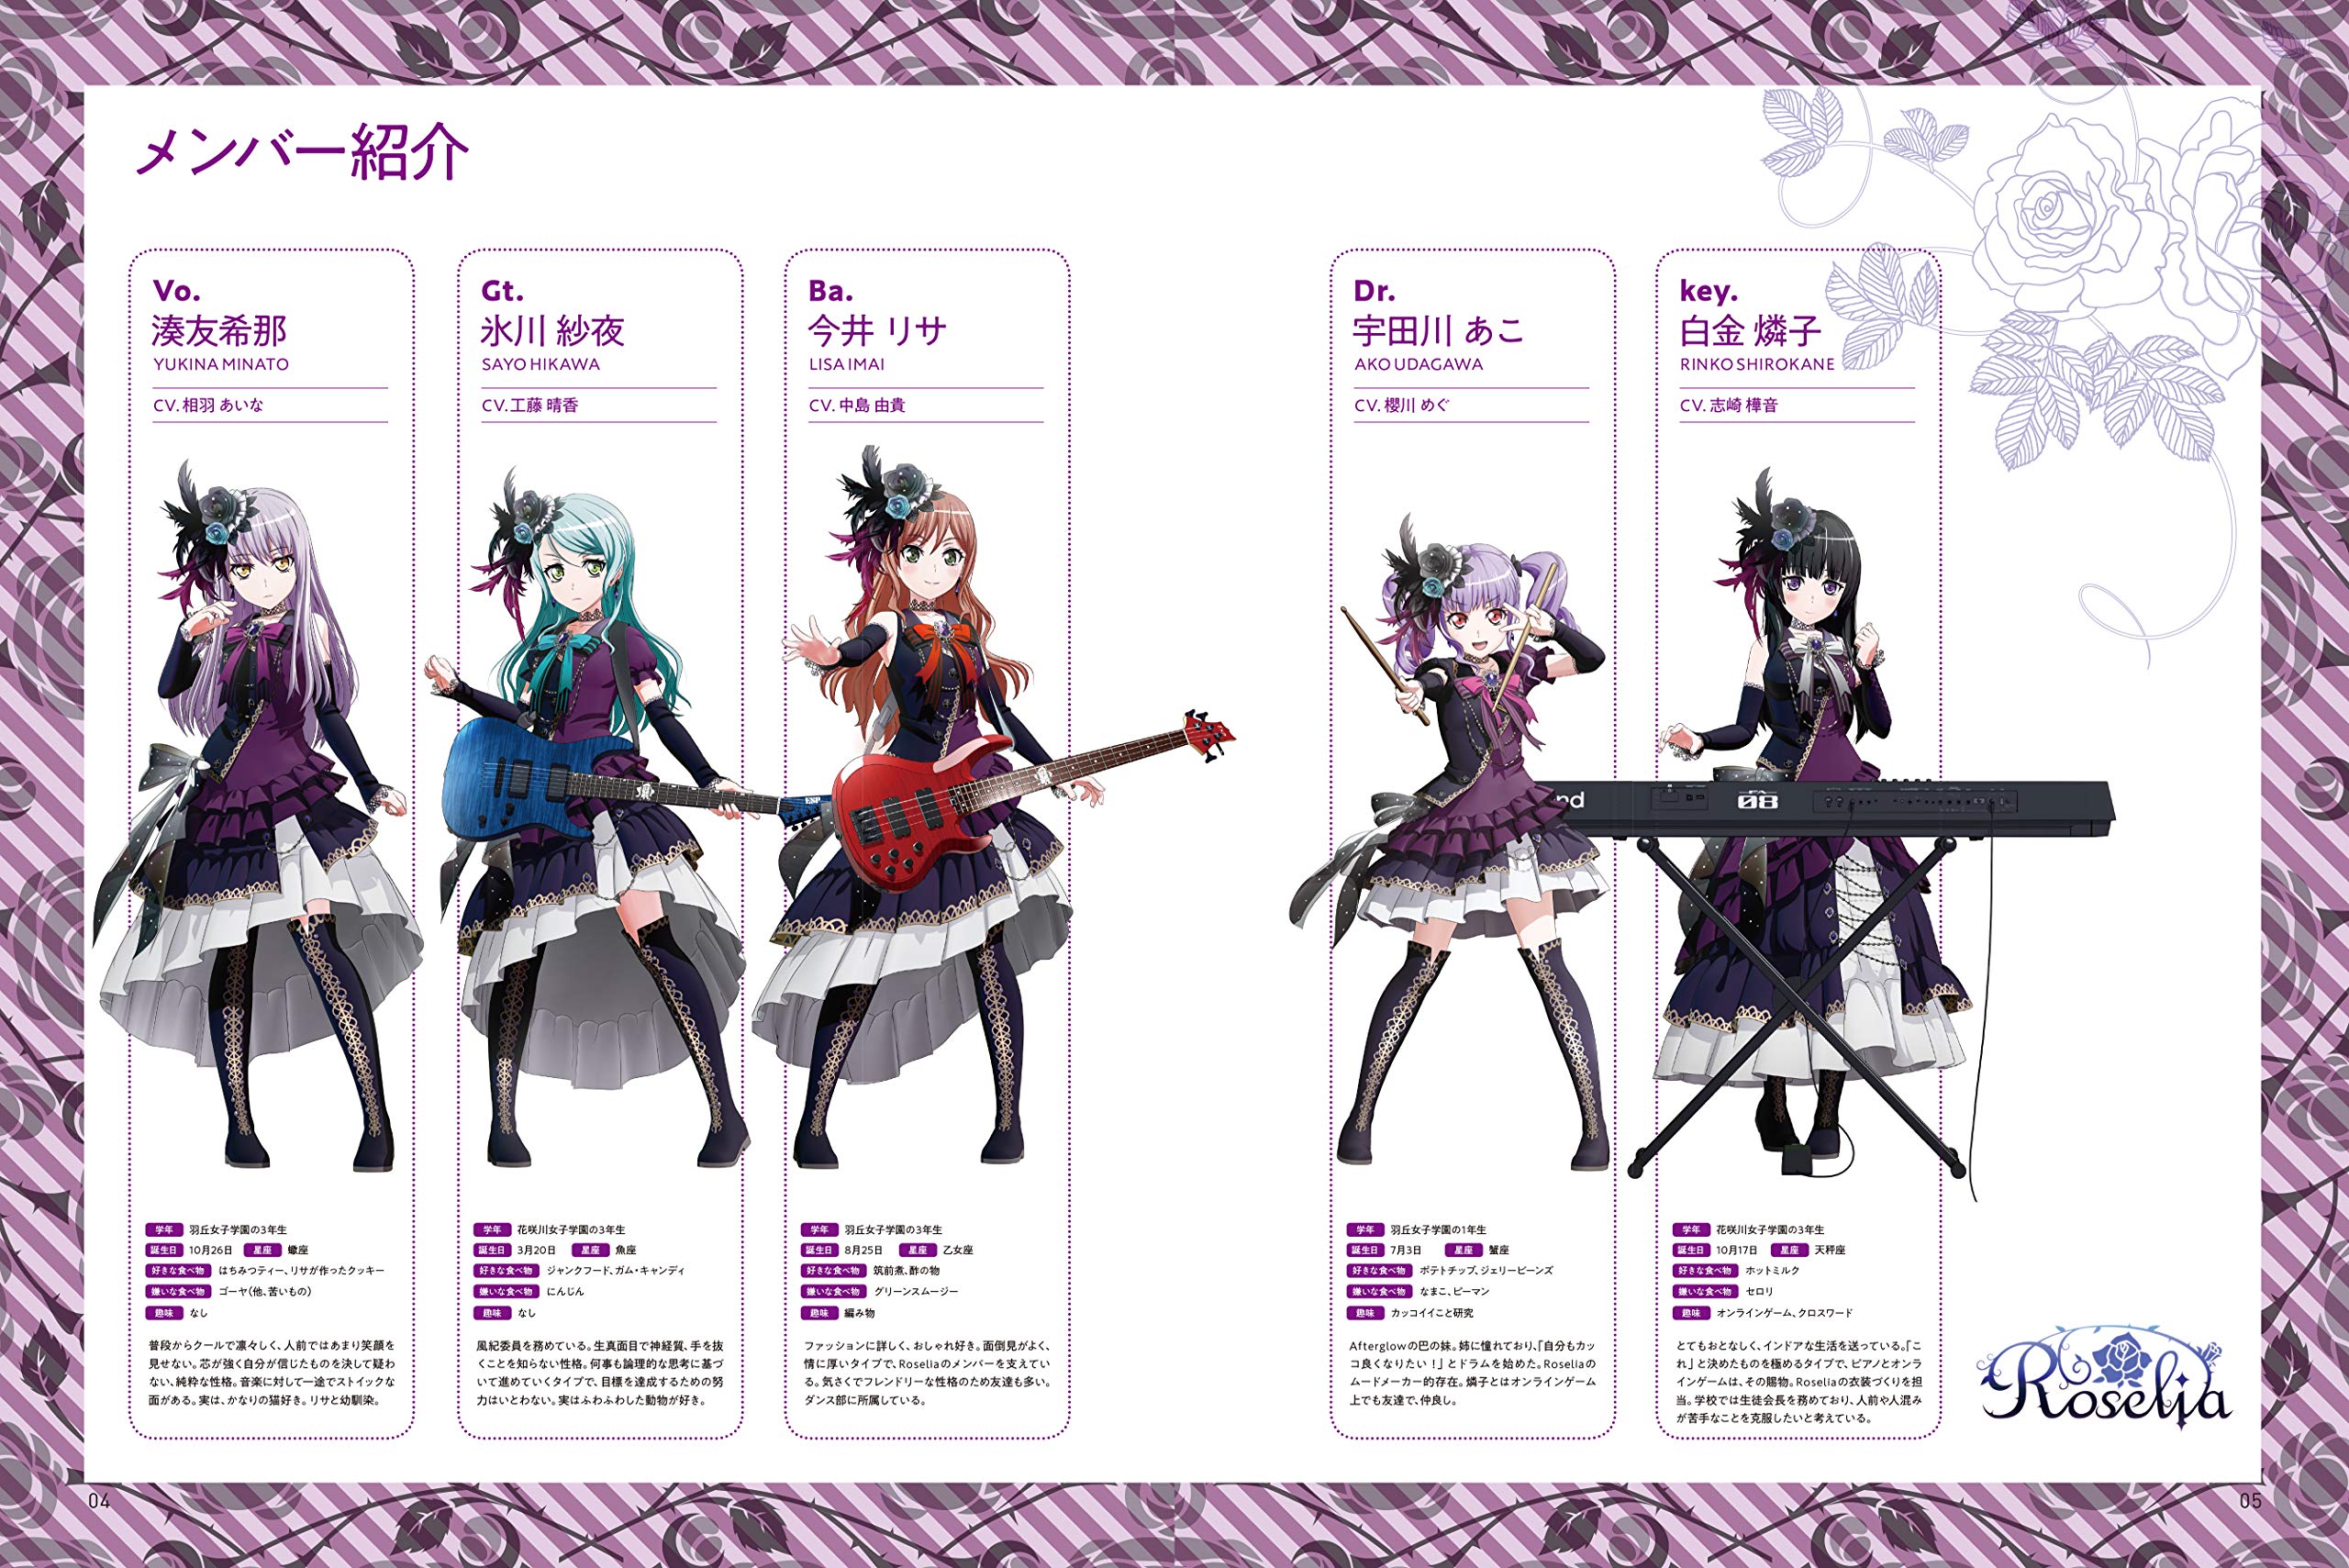 メンバー紹介
Vo.
湊友希那
YUKINA MINATO
CV.相羽 あいな
学年 羽丘女子学園の3年生
誕生日 10月26日 星座 蠍座
好きな食べ物 はちみつティー、リサが作ったクッキー
嫌いな食べ物 ゴーヤ(他、苦いもの)
趣味 なし
普段からクールで凛々しく、人前ではあまり笑顔を
見せない。芯が強く自分が信じたものを決して疑わ
ない、純粋な性格。音楽に対して一途でストイックな
面がある。実は、かなりの猫好き。リサと幼馴染。
Gt.
氷川 紗夜
SAYO HIKAWA
CV.工藤 晴香
ESP
学年 花咲川女子学園の3年生
誕生日 3月20日 星座 魚座
好きな食べ物 ジャンクフード、ガム・キャンディ
嫌いな食べ物 にんじん
趣味 なし
風紀委員を務めている。生真面目で神経質、手を抜
くことを知らない性格。何事も論理的な思考に基づ
いて進めていくタイプで、目標を達成するための努
力はいとわない。実はふわふわした動物が好き。
Ba.
今井 リサ
LISA IMAI
CV.中島 由貴
学年 羽丘女子学園の3年生
誕生日 8月25日 星座 乙女座
好きな食べ物 筑前煮、酢の物
嫌いな食べ物 グリーンスムージー
趣味 編み物
ファッションに詳しく、おしゃれ好き。面倒見がよく、
情に厚いタイプで、Roseliaのメンバーを支えてい
る。気さくでフレンドリーな性格のため友達も多い。
ダンス部に所属している。
Dr.
宇田川 あこ
AKO UDAGAWA
CV.櫻川 めぐ
学年 羽丘女子学園の1年生
誕生日 7月3日 星座 蟹座
好きな食べ物 ポテトチップ、ジェリービーンズ
嫌いな食べ物 なまこ、ピーマン
趣味 カッコイイこと研究
Afterglowの巴の妹。姉に憧れており、「自分もカッ
コ良くなりたい！」とドラムを始めた。Roseliaの
ムードメーカー的存在。燐子とはオンラインゲーム
上でも友達で、仲良し。
key.
白金 燐子
RINKO SHIROKANE
CV.志崎 樺音
nd
FA
08
学年 花咲川女子学園の3年生
誕生日 10月17日 星座 天秤座
好きな食べ物 ホットミルク
嫌いな食べ物 セロリ
趣味 オンラインゲーム、クロスワード
とてもおとなしく、インドアな生活を送っている。「こ
れ」と決めたものを極めるタイプで、ピアノとオンラ
インゲームは、その賜物。Roseliaの衣装づくりを担
当。学校では生徒会長を務めており、人前や人混み
が苦手なことを克服したいと考えている。
Roselia
04
05